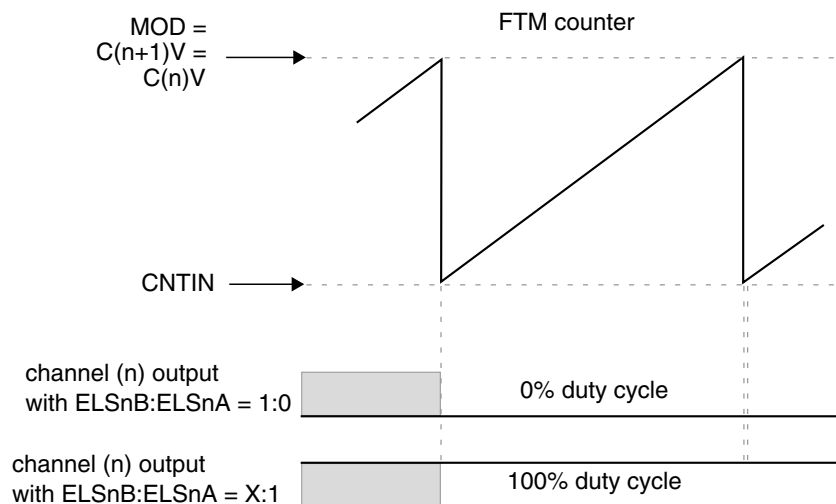 MOD =
C(n+1)V =
C(n)V
FTM counter
CNTIN
channel (n) output
with ELSnB:ELSnA = 1:0
0% duty cycle
channel (n) output
with ELSnB:ELSnA = X:1
100% duty cycle